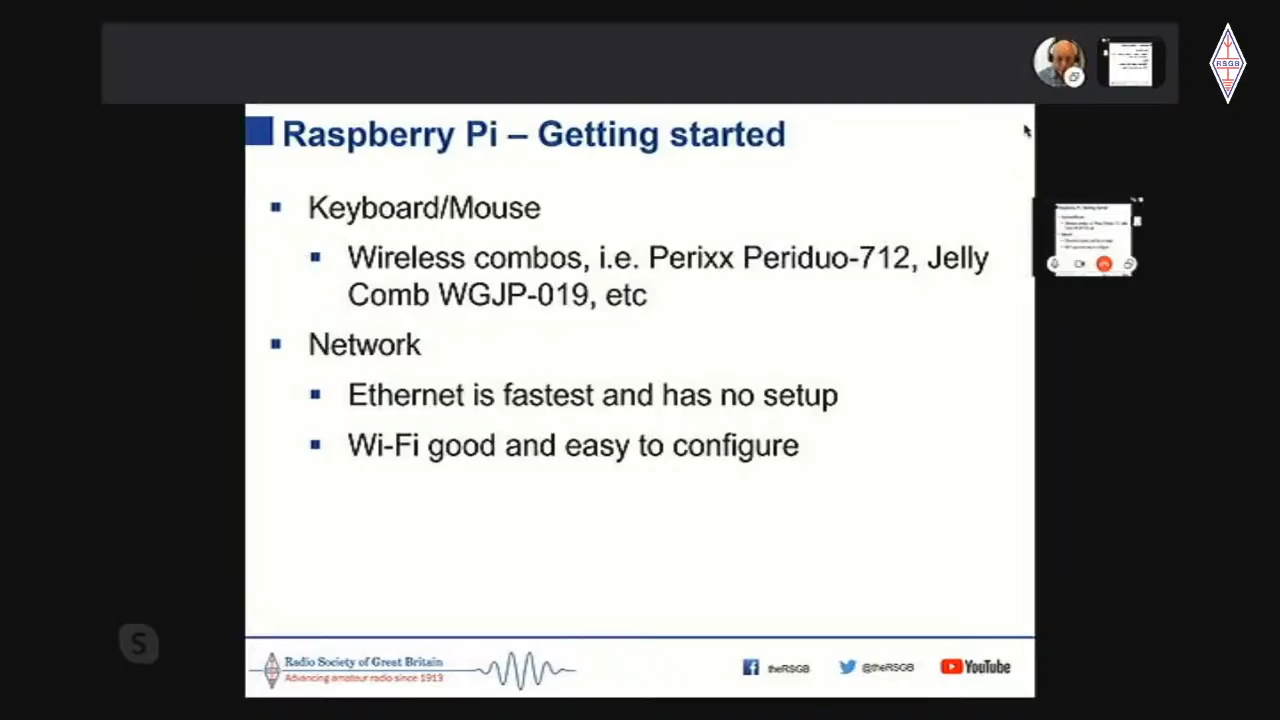 RSGB
Raspberry Pi – Getting started
Keyboard/Mouse
Wireless combos, i.e. Perixx Periduo-712, Jelly
Comb WGJP-019, etc
Network
Ethernet is fastest and has no setup
Wi-Fi good and easy to configure
S
Radio Society of Great Britain
Advancing amateur radio since 1913
theRSGB
@theRSGB
YouTube